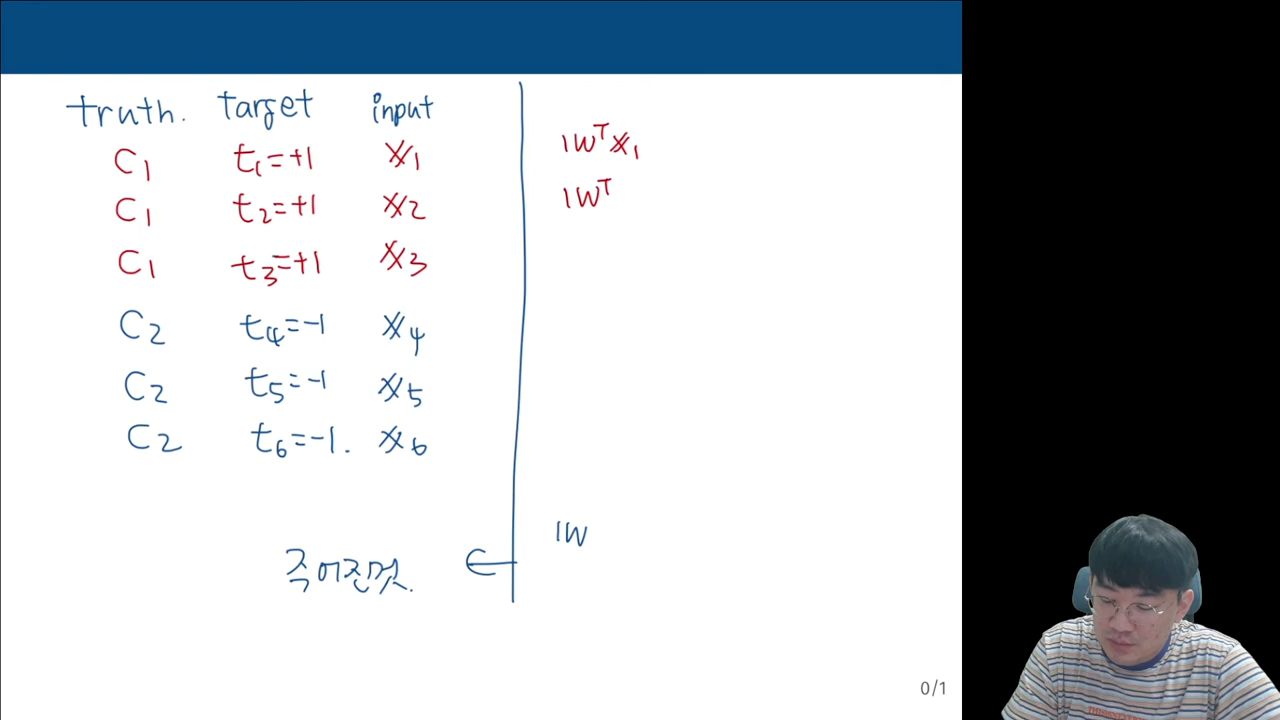 truth. target input
C1 t1=+1 x1 𝕎ᵀx1
C1 t2=+1 x2 𝕎ᵀ
C1 t3=+1 x3
C2 t4=-1 x4
C2 t5=-1 x5
C2 t6=-1. x6
𝕎
주어진것. ←
0/1